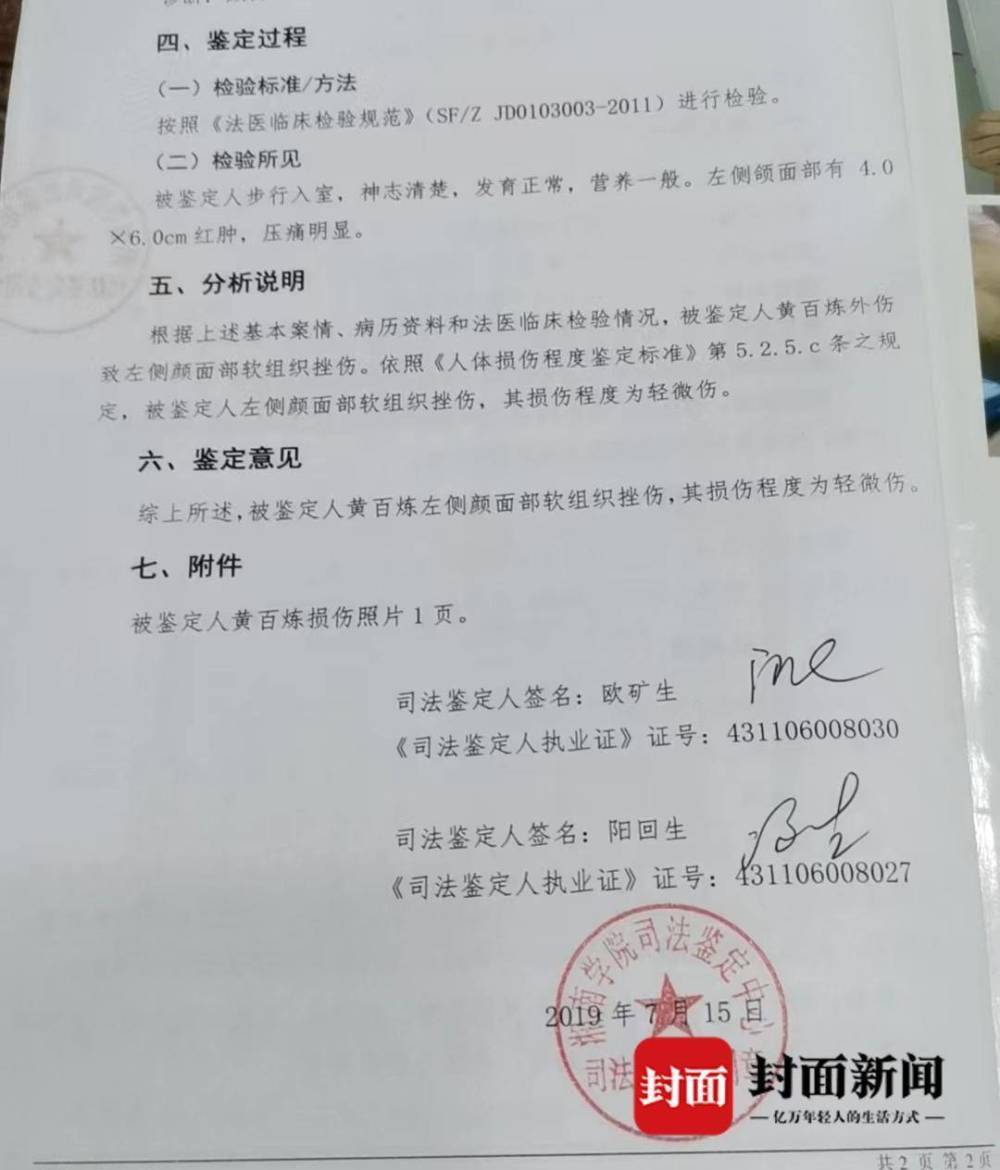 四、鉴定过程
（一）检验标准/方法
按照《法医临床检验规范》（SF/Z JD0103003-2011）进行检验。
（二）检验所见
被鉴定人步行入室，神志清楚，发育正常，营养一般。左侧颌面部有 4.0
×6.0cm 红肿，压痛明显。
五、分析说明
根据上述基本案情、病历资料和法医临床检验情况，被鉴定人黄百炼外伤
致左侧颜面部软组织挫伤。依照《人体损伤程度鉴定标准》第 5.2.5.c 条之规
定，被鉴定人左侧颜面部软组织挫伤，其损伤程度为轻微伤。
六、鉴定意见
综上所述，被鉴定人黄百炼左侧颜面部软组织挫伤，其损伤程度为轻微伤。
七、附件
被鉴定人黄百炼损伤照片 1 页。
司法鉴定人签名：欧矿生
《司法鉴定人执业证》证号：431106008030
司法鉴定人签名：阳回生
《司法鉴定人执业证》证号：431106008027
湘南学院司法鉴定中心
2019 年 7 月 15 日
司法
封面
封面新闻
亿万年轻人的生活方式
共 2 页 第 2 页